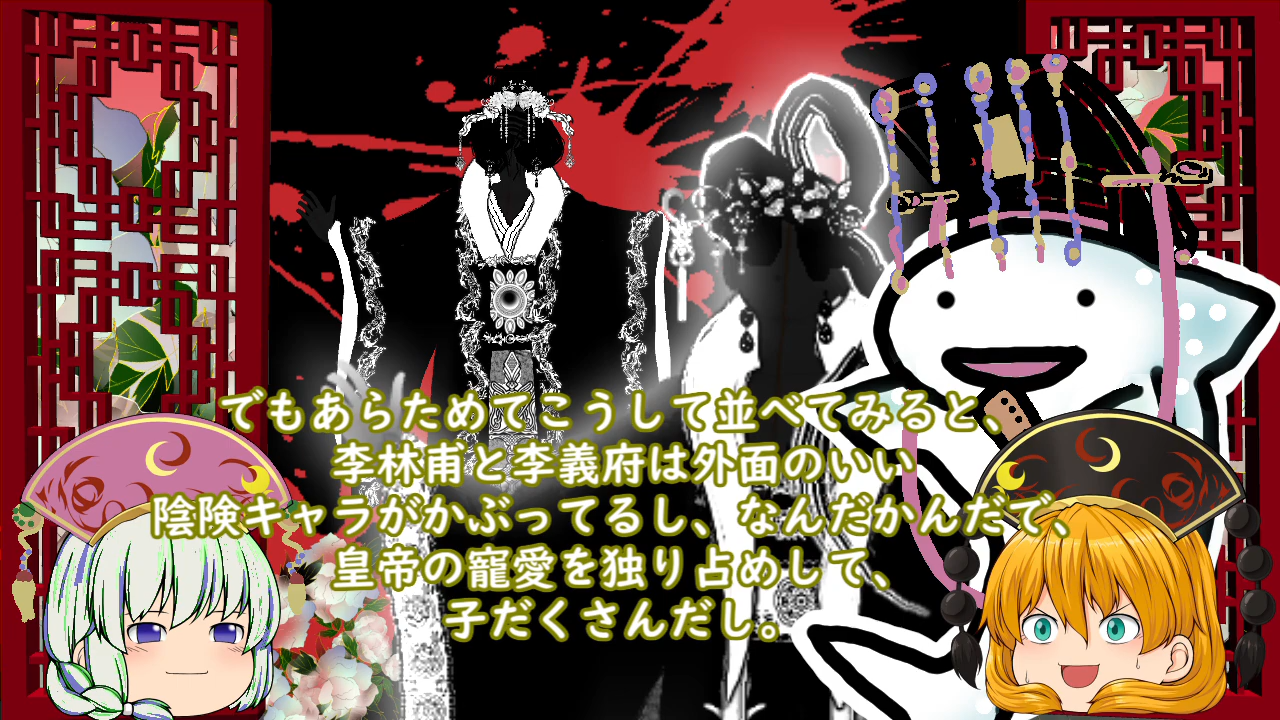 でもあらためてこうして並べてみると、
李林甫と李義府は外面のいい
陰険キャラがかぶってるし、なんだかんだで、
皇帝の寵愛を独り占めして、
子だくさんだし。